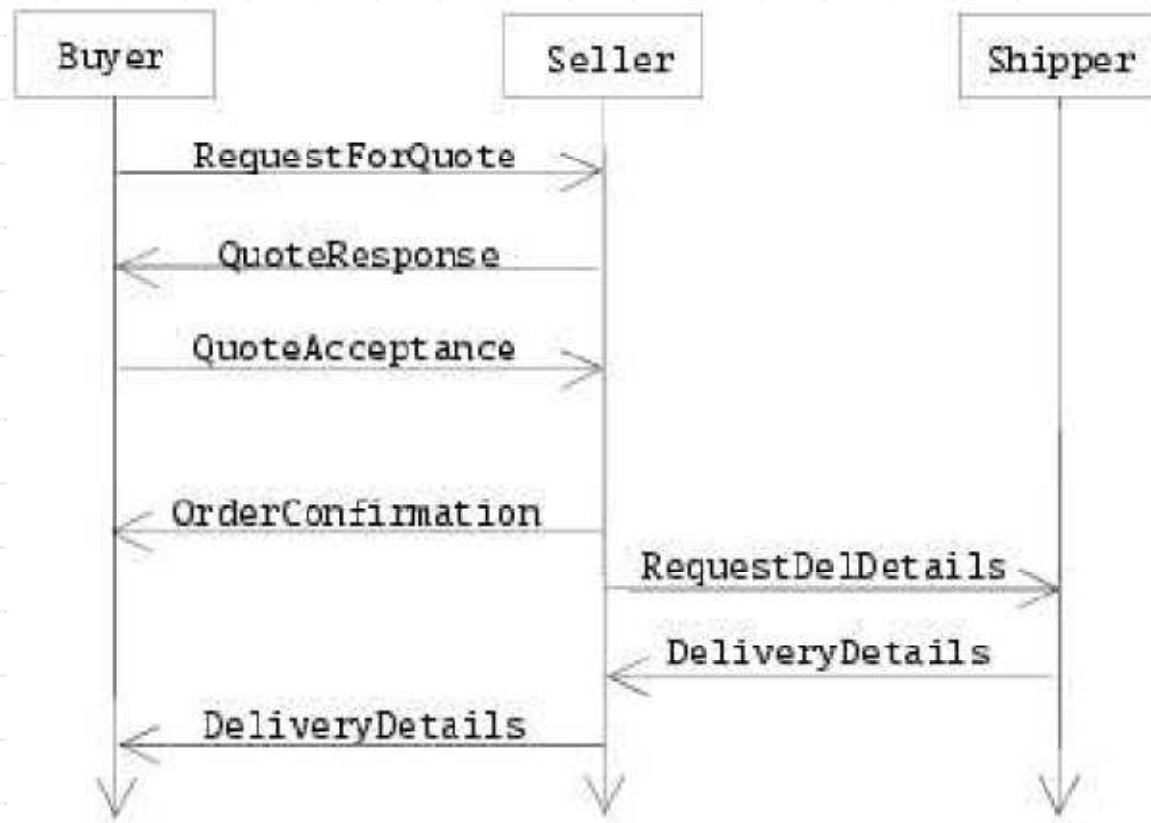 Buyer
Seller
Shipper
RequestForQuote
QuoteResponse
QuoteAcceptance
OrderConfirmation
RequestDelDetails
DeliveryDetails
DeliveryDetails